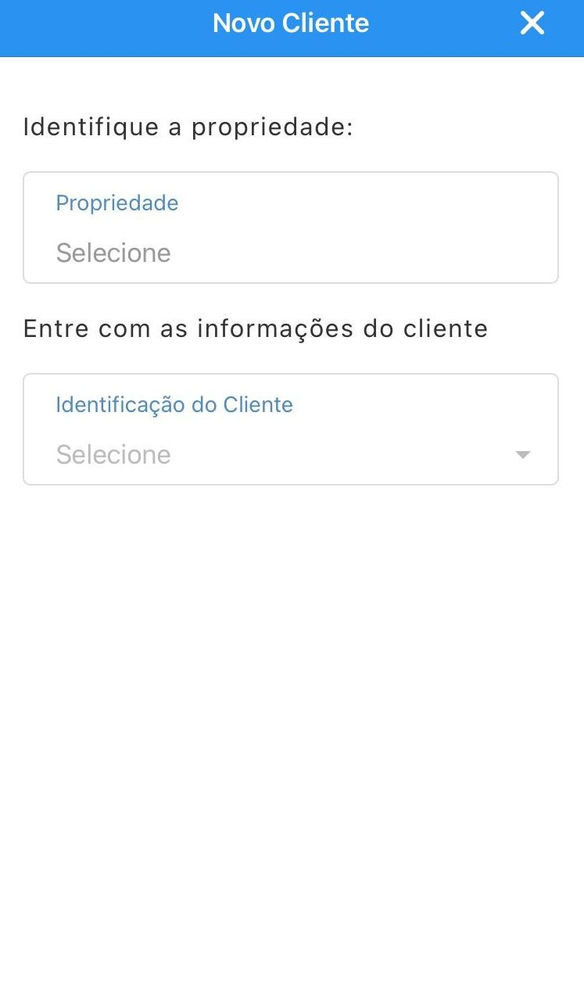 Novo Cliente
Identifique a propriedade:
Propriedade
Selecione
Entre com as informações do cliente
Identificação do Cliente
Selecione